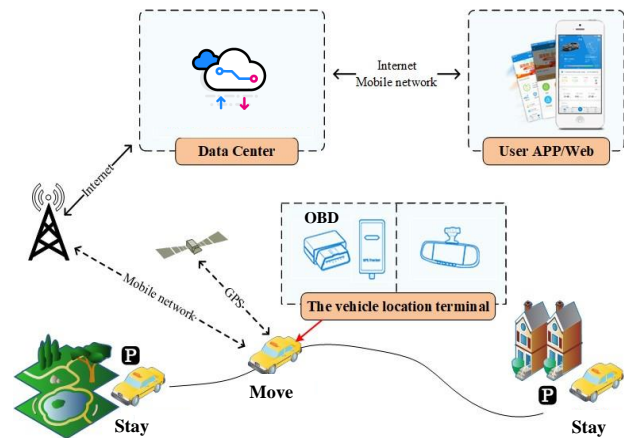 Internet
Mobile network
Data Center
User APP/Web
Internet
OBD
Mobile network
GPS
The vehicle location terminal
P
Move
P
Stay
Stay